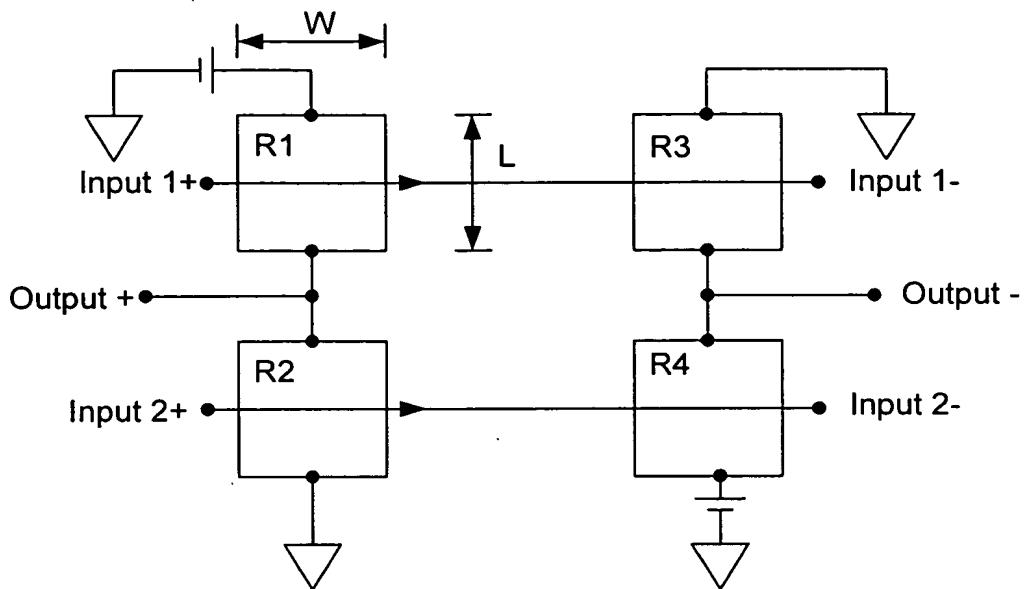 W
R1
L
R3
Input 1+
Input 1-
Output +
Output -
R2
R4
Input 2+
Input 2-